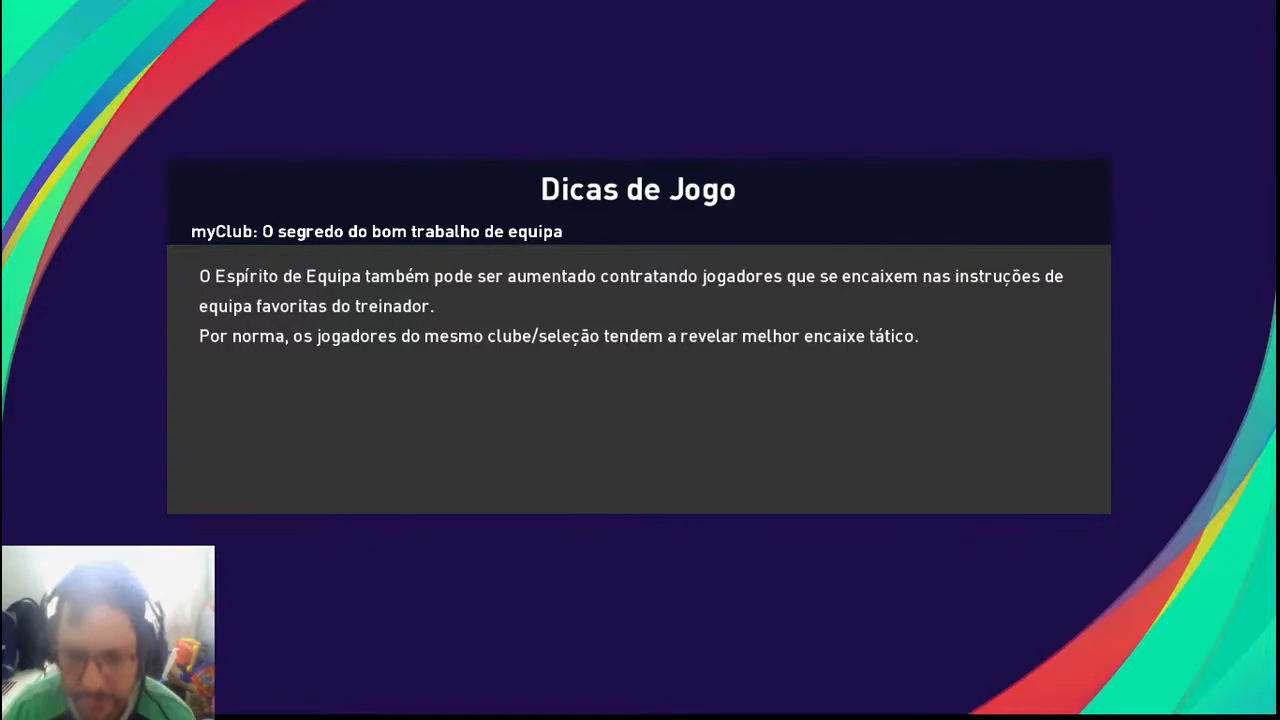 Dicas de Jogo
myClub: O segredo do bom trabalho de equipa
O Espírito de Equipa também pode ser aumentado contratando jogadores que se encaixem nas instruções de
equipa favoritas do treinador.
Por norma, os jogadores do mesmo clube/seleção tendem a revelar melhor encaixe tático.